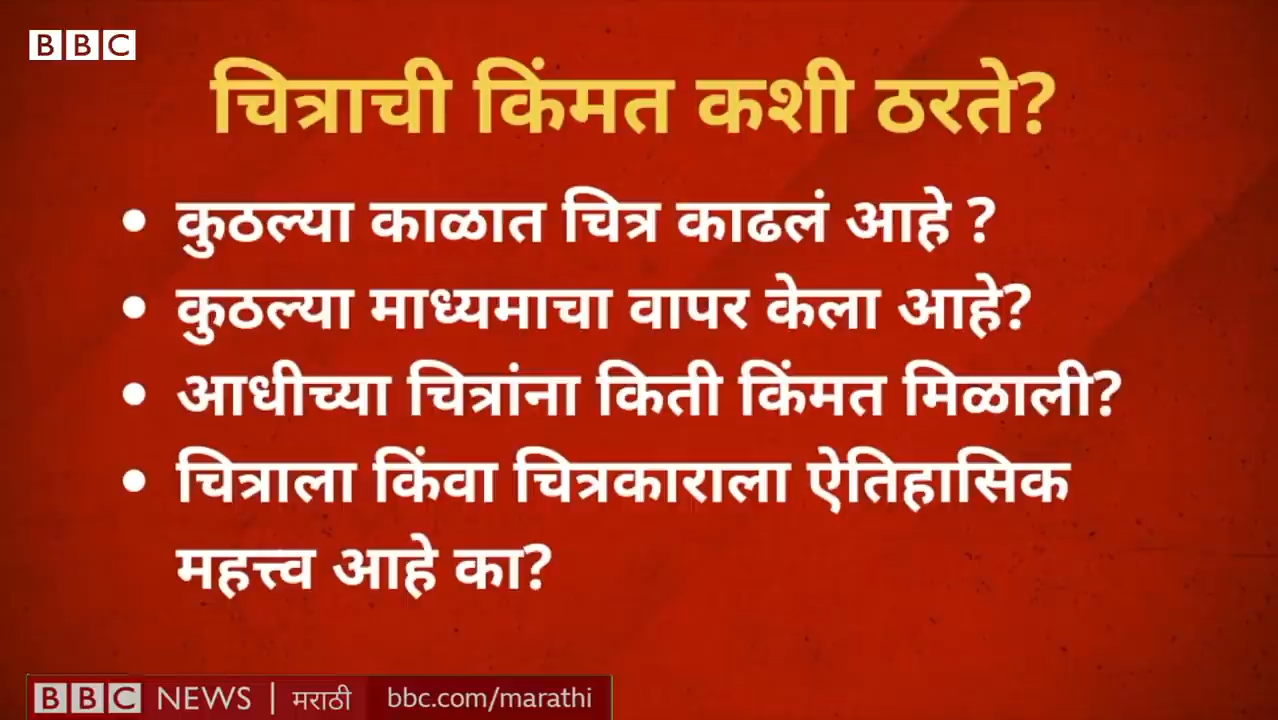 BBC
चित्राची किंमत कशी ठरते?
• कुठल्या काळात चित्र काढलं आहे ?
• कुठल्या माध्यमाचा वापर केला आहे?
• आधीच्या चित्रांना किती किंमत मिळाली?
• चित्राला किंवा चित्रकाराला ऐतिहासिक
महत्त्व आहे का?
BBC NEWS | मराठी bbc.com/marathi